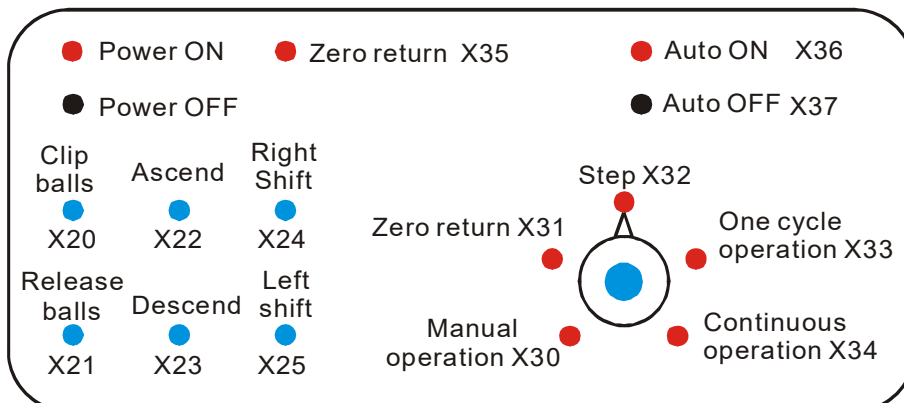 Power ON
Zero return X35
Auto ON X36
Power OFF
Auto OFF X37
Clip
balls
X20
Ascend
X22
Right
Shift
X24
Release
balls
X21
Descend
X23
Left
shift
X25
Step X32
Zero return X31
One cycle
operation X33
Manual
operation X30
Continuous
operation X34